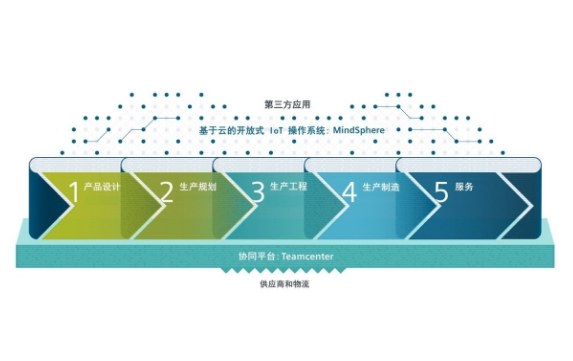 第三方应用
基于云的开放式 IoT 操作系统: MindSphere
1 产品设计
2 生产规划
3 生产工程
4 生产制造
5 服务
协同平台: Teamcenter
供应商和物流